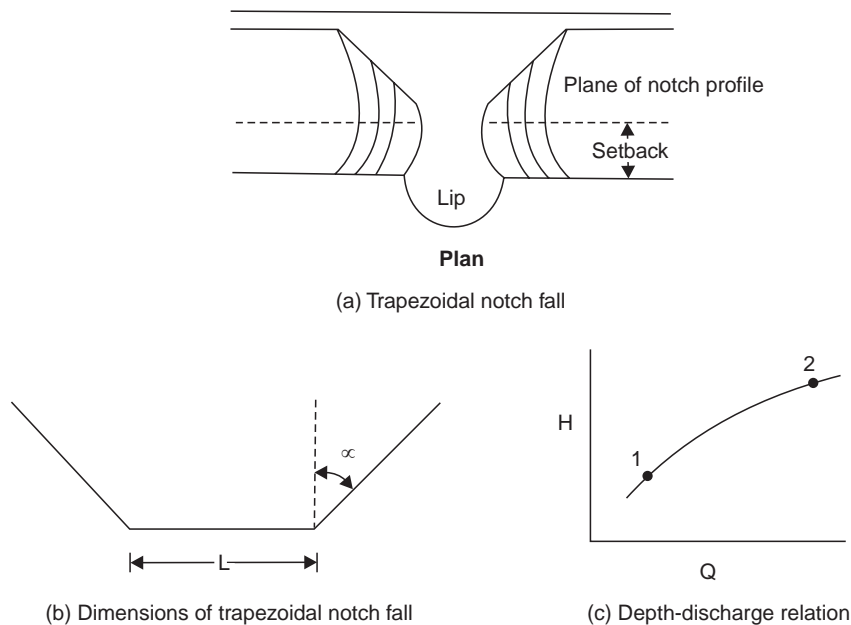 Plane of notch profile
Setback
Lip
Plan
(a) Trapezoidal notch fall
∝
L
(b) Dimensions of trapezoidal notch fall
2
H
1
Q
(c) Depth-discharge relation